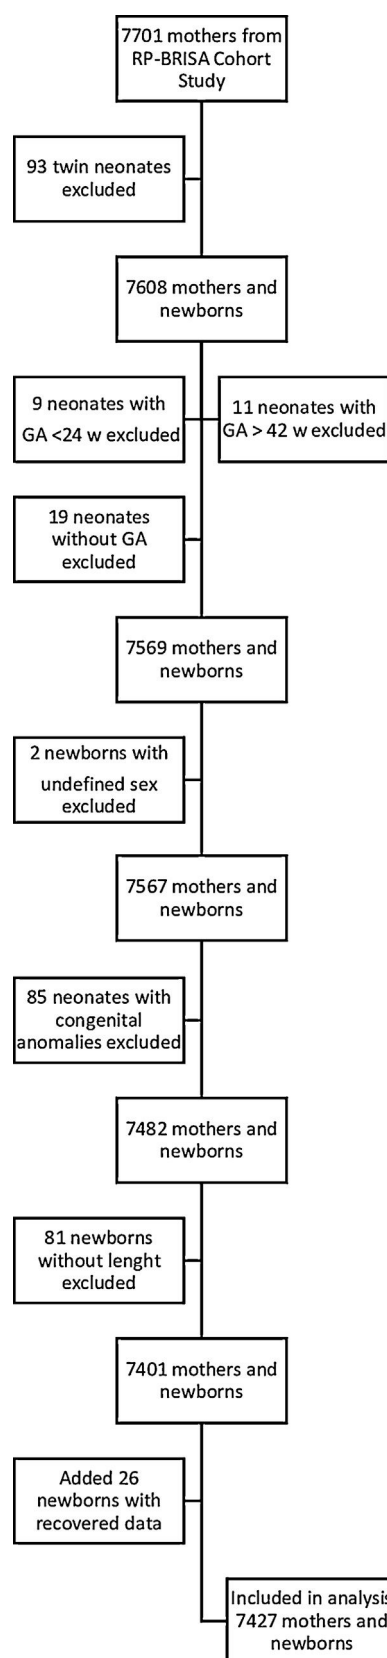 7701 mothers from
RP-BRISA Cohort
Study
93 twin neonates
excluded
7608 mothers and
newborns
9 neonates with
GA <24 w excluded
11 neonates with
GA > 42 w excluded
19 neonates
without GA
excluded
7569 mothers and
newborns
2 newborns with
undefined sex
excluded
7567 mothers and
newborns
85 neonates with
congenital
anomalies excluded
7482 mothers and
newborns
81 newborns
without lenght
excluded
7401 mothers and
newborns
Added 26
newborns with
recovered data
Included in analysis
7427 mothers and
newborns